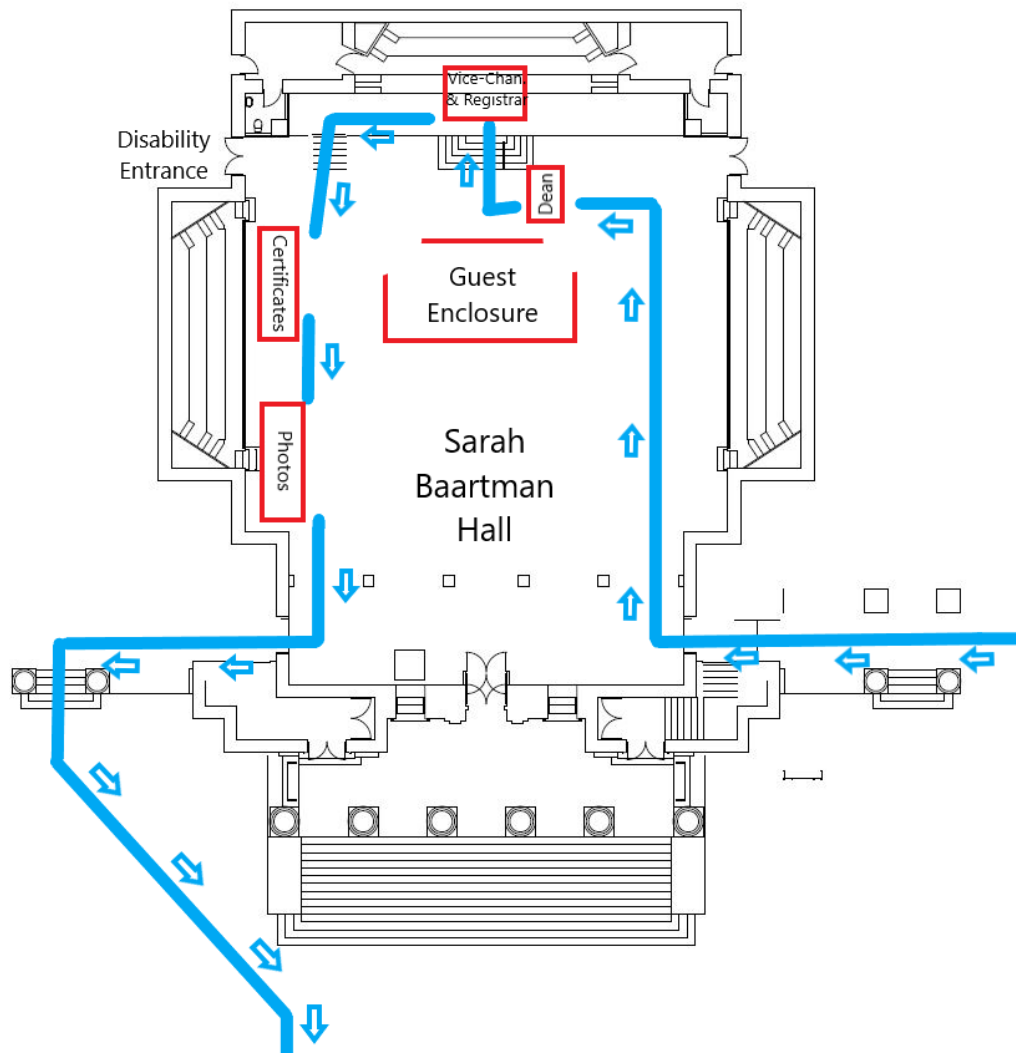 Vice-Chan.
& Registrar
Disability
Entrance
Dean
Certificates
Guest
Enclosure
Photos
Sarah
Baartman
Hall